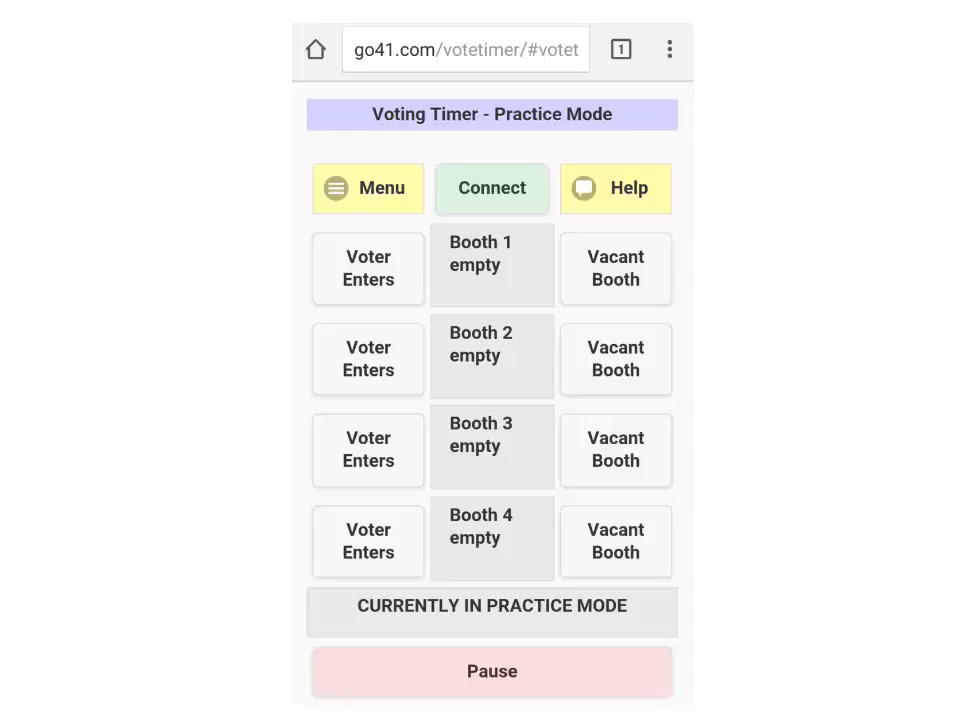 go41.com/votetimer/#votet
1
Voting Timer - Practice Mode
Menu
Connect
Help
Voter
Enters
Booth 1
empty
Vacant
Booth
Voter
Enters
Booth 2
empty
Vacant
Booth
Voter
Enters
Booth 3
empty
Vacant
Booth
Voter
Enters
Booth 4
empty
Vacant
Booth
CURRENTLY IN PRACTICE MODE
Pause